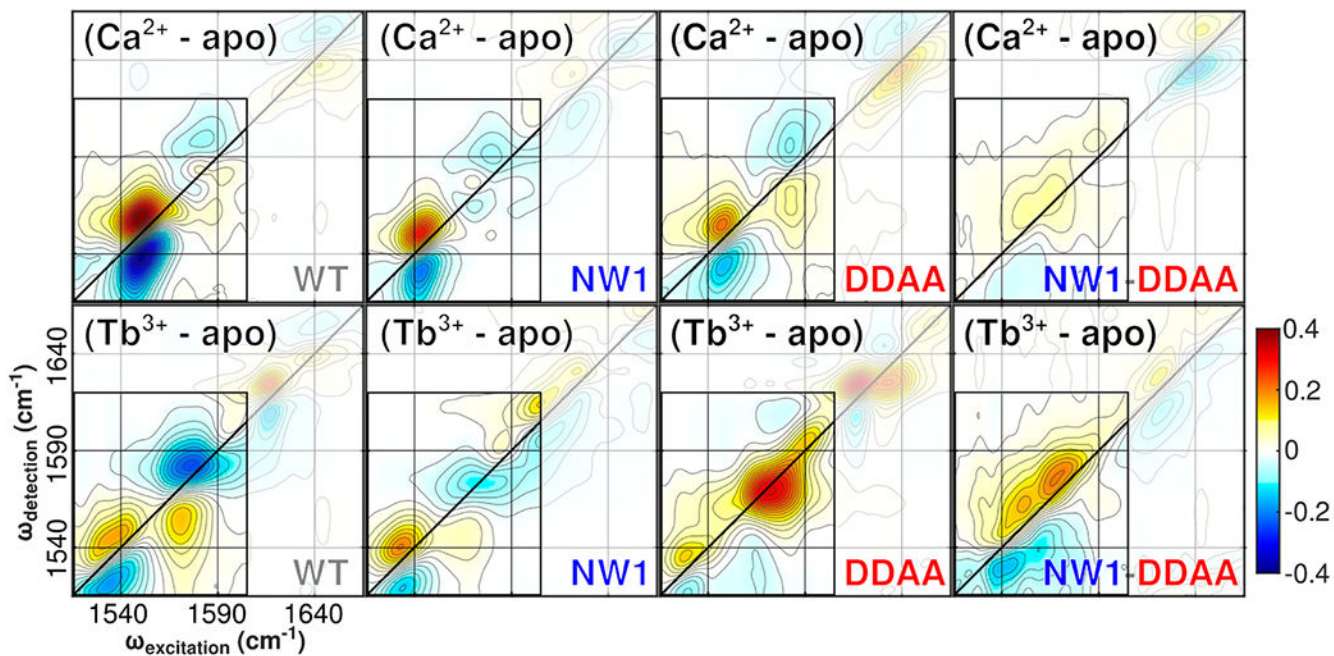 (Ca²⁺ - apo) (Ca²⁺ - apo) (Ca²⁺ - apo) (Ca²⁺ - apo)
WT NW1 DDAA NW1-DDAA
(Tb³⁺ - apo) (Tb³⁺ - apo) (Tb³⁺ - apo) (Tb³⁺ - apo)
WT NW1 DDAA NW1-DDAA
ωdetection (cm⁻¹)
1640
1590
1540
1540 1590 1640
ωexcitation (cm⁻¹)
0.4
0.2
0
-0.2
-0.4